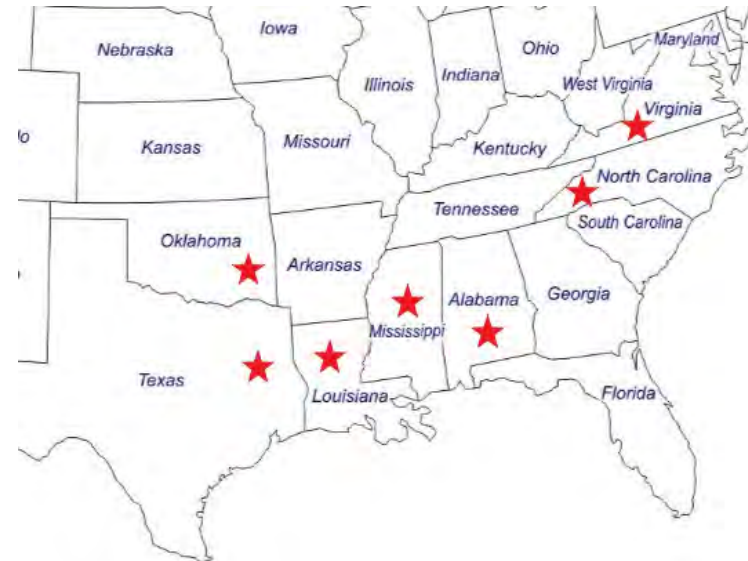 Iowa
Nebraska
Ohio
Maryland
Illinois
Indiana
West Virginia
Virginia
lo
Kansas
Missouri
Kentucky
North Carolina
Tennessee
South Carolina
Oklahoma
Arkansas
Alabama
Georgia
Mississippi
Texas
Louisiana
Florida